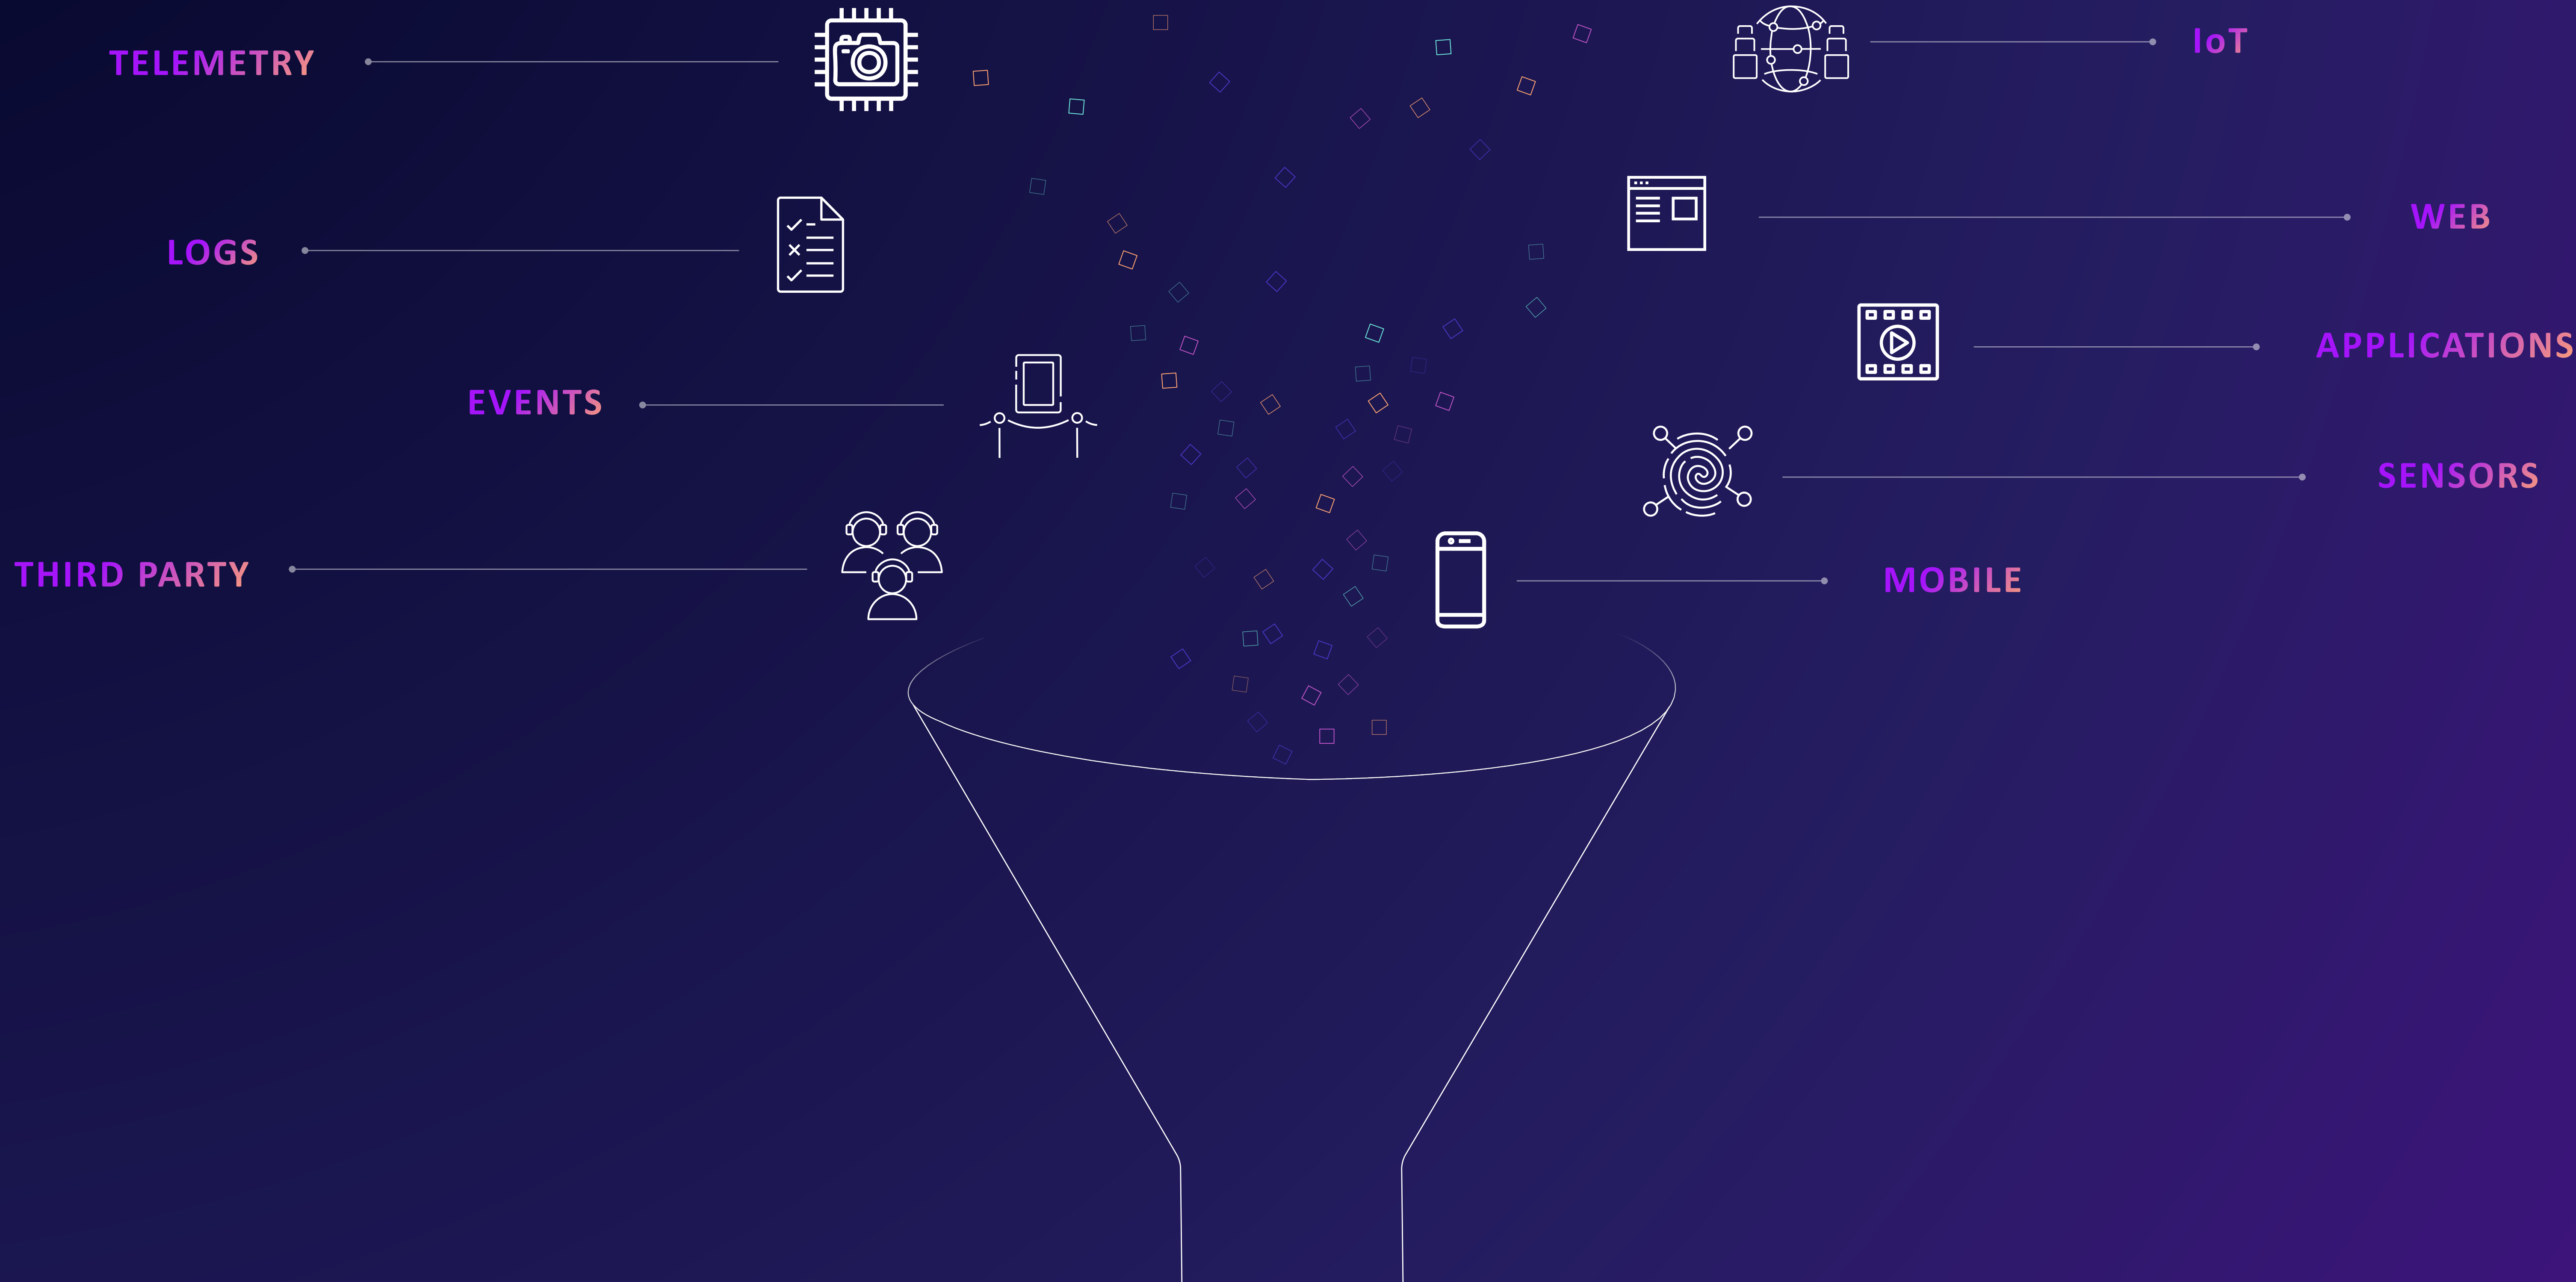 TELEMETRY
IoT
LOGS
WEB
APPLICATIONS
EVENTS
SENSORS
THIRD PARTY
MOBILE